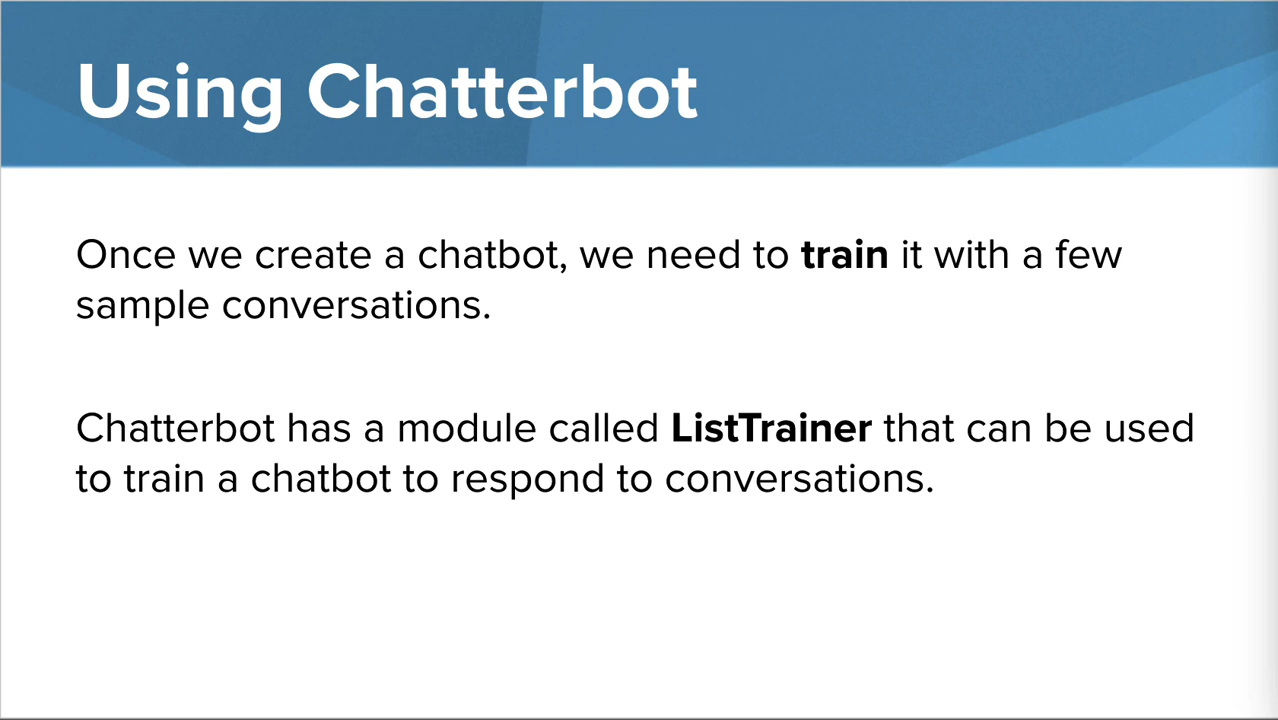 Using Chatterbot
Once we create a chatbot, we need to train it with a few
sample conversations.
Chatterbot has a module called ListTrainer that can be used
to train a chatbot to respond to conversations.